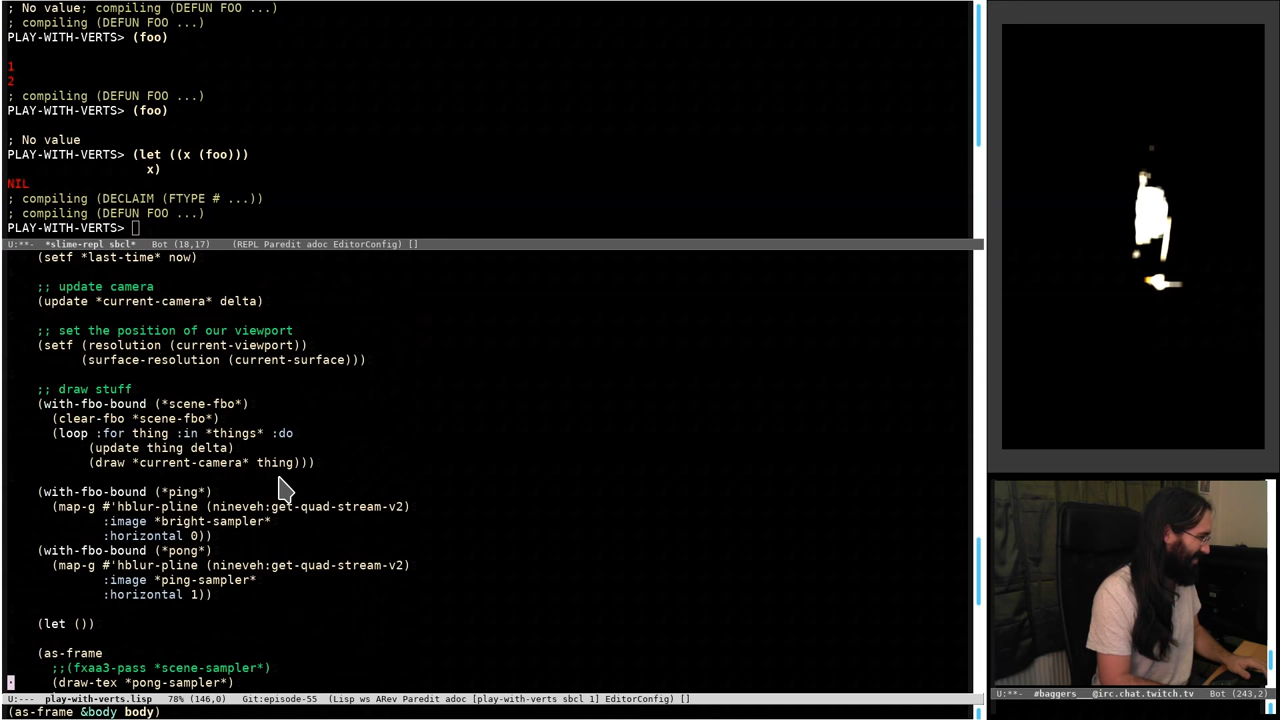 ; No value; compiling (DEFUN FOO ...)
; compiling (DEFUN FOO ...)
PLAY-WITH-VERTS> (foo)
1
2
; compiling (DEFUN FOO ...)
PLAY-WITH-VERTS> (foo)
; No value
PLAY-WITH-VERTS> (let ((x (foo)))
x)
NIL
; compiling (DECLAIM (FTYPE # ...))
; compiling (DEFUN FOO ...)
PLAY-WITH-VERTS>
U:**- *slime-repl sbcl* Bot (18,17) (REPL Paredit adoc EditorConfig) []
(setf *last-time* now)
;; update camera
(update *current-camera* delta)
;; set the position of our viewport
(setf (resolution (current-viewport))
(surface-resolution (current-surface)))
;; draw stuff
(with-fbo-bound (*scene-fbo*)
(clear-fbo *scene-fbo*)
(loop :for thing :in *things* :do
(update thing delta)
(draw *current-camera* thing)))
(with-fbo-bound (*ping*)
(map-g #'hblur-pline (nineveh:get-quad-stream-v2)
:image *bright-sampler*
:horizontal 0))
(with-fbo-bound (*pong*)
(map-g #'hblur-pline (nineveh:get-quad-stream-v2)
:image *ping-sampler*
:horizontal 1))
(let ())
(as-frame
;;(fxaa3-pass *scene-sampler*)
(draw-tex *pong-sampler*)
U:--- play-with-verts.lisp 78% (146,0) Git:episode-55 (Lisp ws ARev Paredit adoc [play-with-verts sbcl 1] EditorConfig) []
(as-frame &body body)
U:**- #baggers___@irc.chat.twitch.tv Bot (243,2)